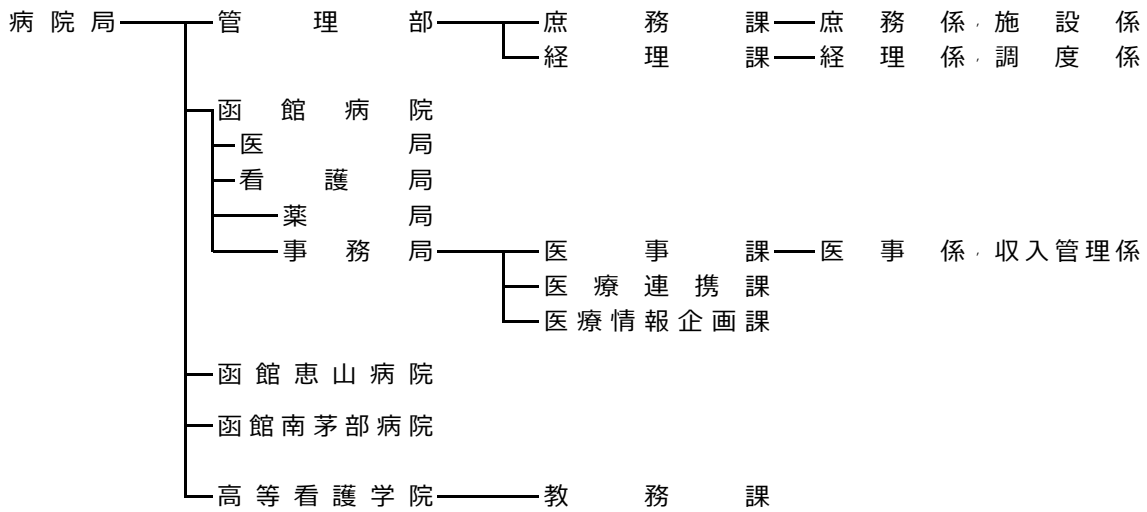 病院局 管理部 庶務課 庶務係, 施設係
経理課 経理係, 調度係
函館病院
医局
看護局
薬局
事務局 医事課 医事係, 収入管理係
医療連携課
医療情報企画課
函館恵山病院
函館南茅部病院
高等看護学院 教務課